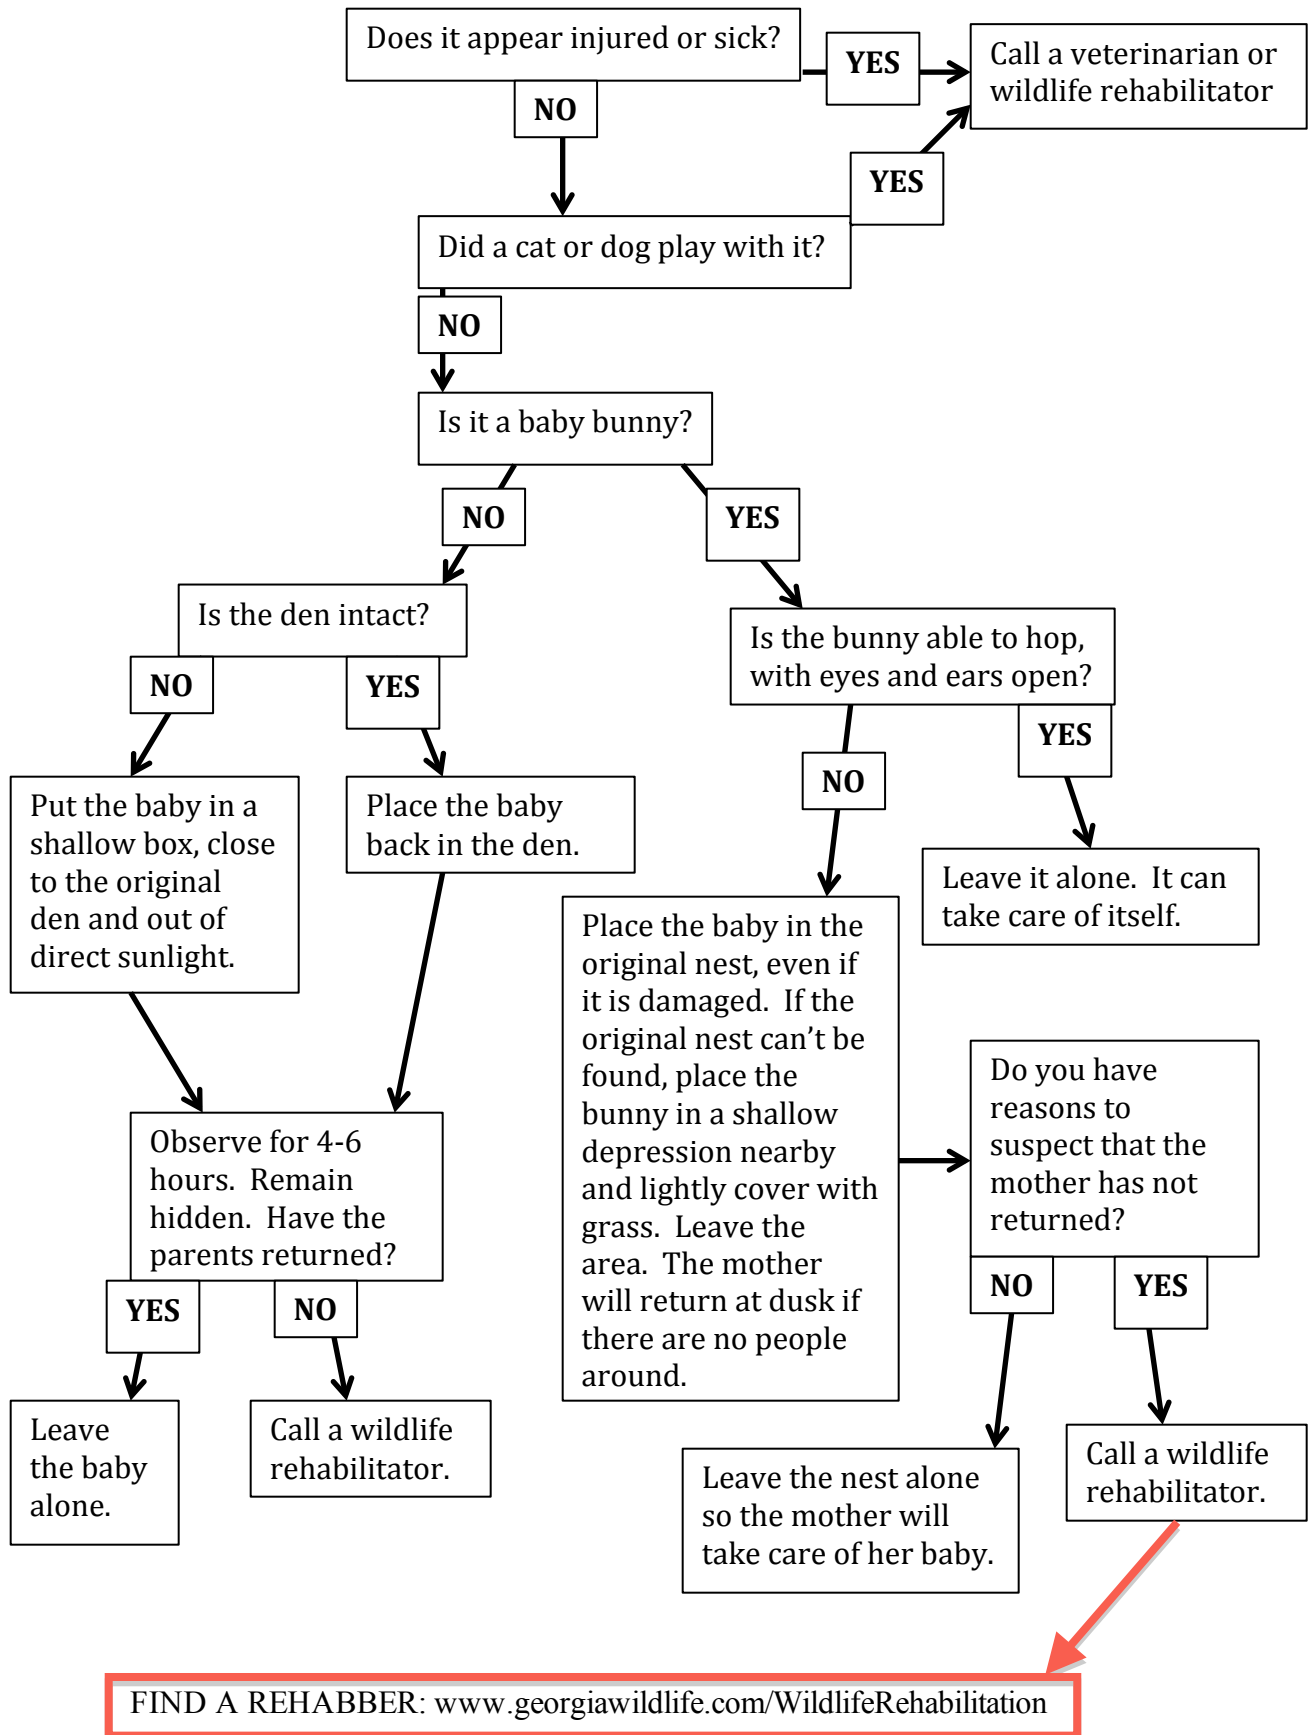 Does it appear injured or sick?
YES
Call a veterinarian or
wildlife rehabilitator
NO
YES
Did a cat or dog play with it?
NO
Is it a baby bunny?
NO
YES
Is the den intact?
Is the bunny able to hop,
with eyes and ears open?
NO
YES
YES
NO
Put the baby in a
shallow box, close
to the original
den and out of
direct sunlight.
Place the baby
back in the den.
Leave it alone.  It can
take care of itself.
Place the baby in the
original nest, even if
it is damaged.  If the
original nest can't be
found, place the
bunny in a shallow
depression nearby
and lightly cover with
grass.  Leave the
area.  The mother
will return at dusk if
there are no people
around.
Do you have
reasons to
suspect that the
mother has not
returned?
Observe for 4-6
hours.  Remain
hidden.  Have the
parents returned?
YES
NO
NO
YES
Leave
the baby
alone.
Call a wildlife
rehabilitator.
Leave the nest alone
so the mother will
take care of her baby.
Call a wildlife
rehabilitator.
FIND A REHABBER: www.georgiawildlife.com/WildlifeRehabilitation